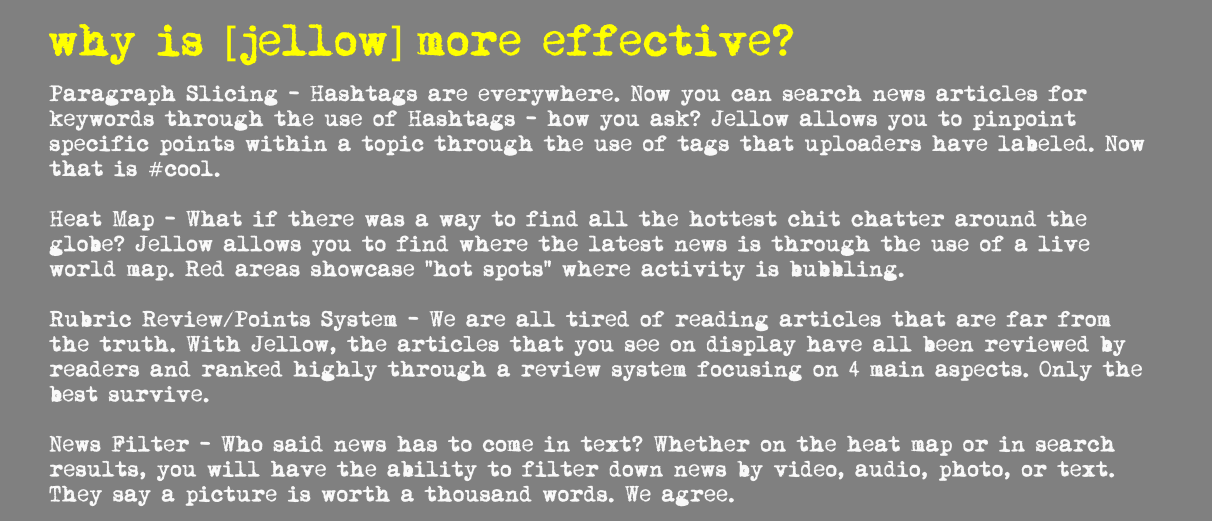 why is [jellow] more effective?
Paragraph Slicing - Hashtags are everywhere. Now you can search news articles for
keywords through the use of Hashtags - how you ask? Jellow allows you to pinpoint
specific points within a topic through the use of tags that uploaders have labeled. Now
that is #cool.
Heat Map - What if there was a way to find all the hottest chit chatter around the
globe? Jellow allows you to find where the latest news is through the use of a live
world map. Red areas showcase "hot spots" where activity is bubbling.
Rubric Review/Points System - We are all tired of reading articles that are far from
the truth. With Jellow, the articles that you see on display have all been reviewed by
readers and ranked highly through a review system focusing on 4 main aspects. Only the
best survive.
News Filter - Who said news has to come in text? Whether on the heat map or in search
results, you will have the ability to filter down news by video, audio, photo, or text.
They say a picture is worth a thousand words. We agree.